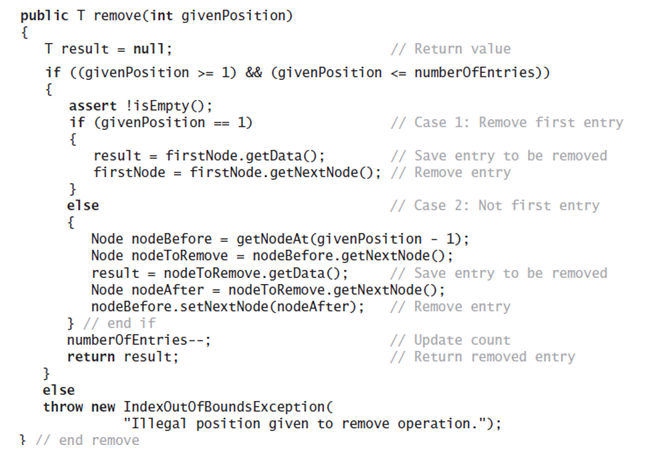 public T remove(int givenPosition)
{
T result = null; // Return value
if ((givenPosition >= 1) && (givenPosition <= numberOfEntries))
{
assert !isEmpty();
if (givenPosition == 1) // Case 1: Remove first entry
{
result = firstNode.getData(); // Save entry to be removed
firstNode = firstNode.getNextNode(); // Remove entry
}
else // Case 2: Not first entry
{
Node nodeBefore = getNodeAt(givenPosition - 1);
Node nodeToRemove = nodeBefore.getNextNode();
result = nodeToRemove.getData(); // Save entry to be removed
Node nodeAfter = nodeToRemove.getNextNode();
nodeBefore.setNextNode(nodeAfter); // Remove entry
} // end if
numberOfEntries--; // Update count
return result; // Return removed entry
}
else
throw new IndexOutOfBoundsException(
"Illegal position given to remove operation.");
} // end remove